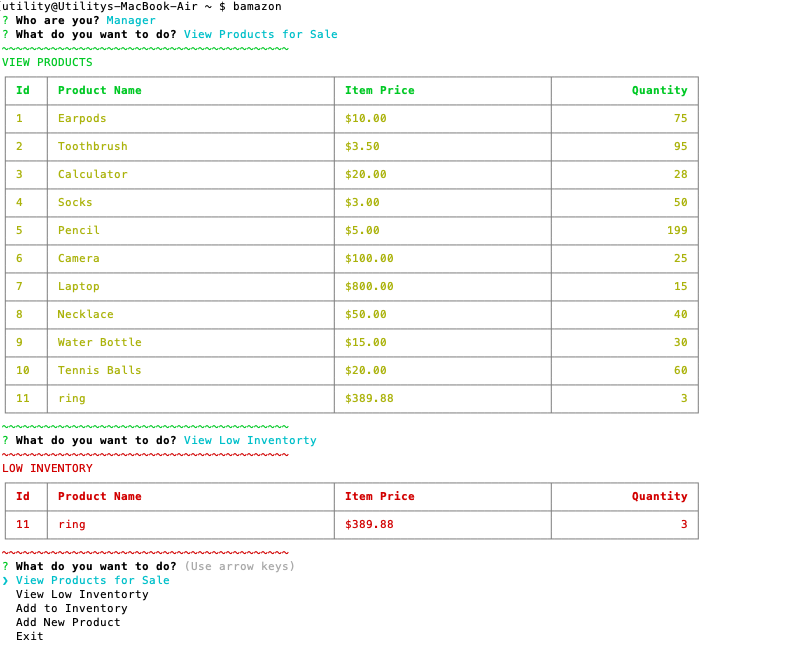 utility@Utilitys-MacBook-Air ~ $ bamazon
? Who are you? Manager
? What do you want to do? View Products for Sale
~~~~~~~~~~~~~~~~~~~~~~~~~~~~~~~~~~~~~~~~~
VIEW PRODUCTS
Id Product Name Item Price Quantity
1 Earpods $10.00 75
2 Toothbrush $3.50 95
3 Calculator $20.00 28
4 Socks $3.00 50
5 Pencil $5.00 199
6 Camera $100.00 25
7 Laptop $800.00 15
8 Necklace $50.00 40
9 Water Bottle $15.00 30
10 Tennis Balls $20.00 60
11 ring $389.88 3
~~~~~~~~~~~~~~~~~~~~~~~~~~~~~~~~~~~~~~~~~
? What do you want to do? View Low Inventorty
~~~~~~~~~~~~~~~~~~~~~~~~~~~~~~~~~~~~~~~~~
LOW INVENTORY
Id Product Name Item Price Quantity
11 ring $389.88 3
~~~~~~~~~~~~~~~~~~~~~~~~~~~~~~~~~~~~~~~~~
? What do you want to do? (Use arrow keys)
❯ View Products for Sale
View Low Inventorty
Add to Inventory
Add New Product
Exit